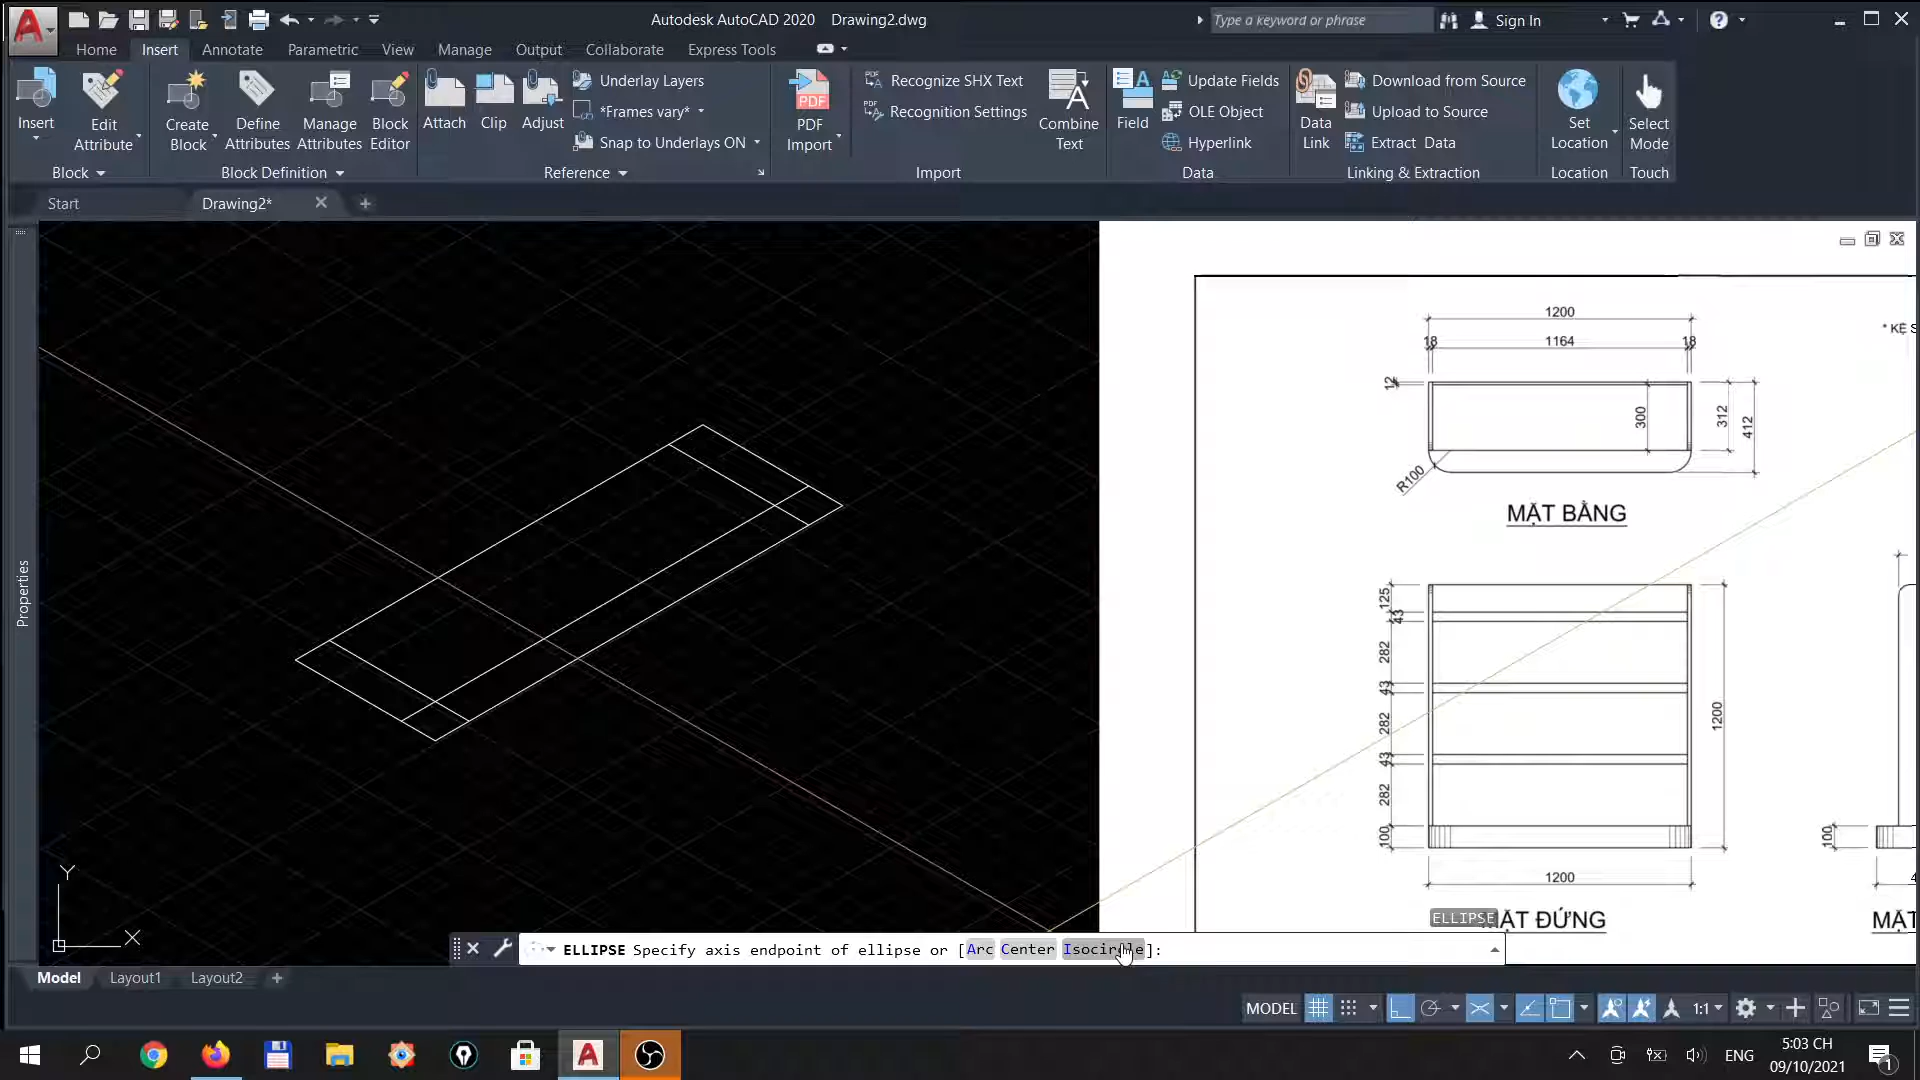 Autodesk AutoCAD 2020 Drawing2.dwg
Type a keyword or phrase
Sign In
Home Insert Annotate Parametric View Manage Output Collaborate Express Tools
Insert
Edit Attribute
Block
Create Block
Define Attributes
Manage Attributes
Block Editor
Block Definition
Attach
Clip
Adjust
Underlay Layers
*Frames vary*
Snap to Underlays ON
Reference
PDF
PDF Import
Recognize SHX Text
Recognition Settings
Combine Text
Import
Field
Update Fields
OLE Object
Hyperlink
Data
Data Link
Download from Source
Upload to Source
Extract Data
Linking & Extraction
Set Location
Location
Select Mode
Touch
Start
Drawing2*
Properties
1200
18 1164 18
12
300
312
412
R100
MẶT BẰNG
* KỆ S
125
43
282
43
282
43
282
100
1200
1200
100
4
ELLIPSE
ẶT ĐỨNG
MẶT
Y
X
ELLIPSE Specify axis endpoint of ellipse or [Arc Center Isocircle]:
Model Layout1 Layout2
MODEL
1:1
ENG
5:03 CH
09/10/2021
1